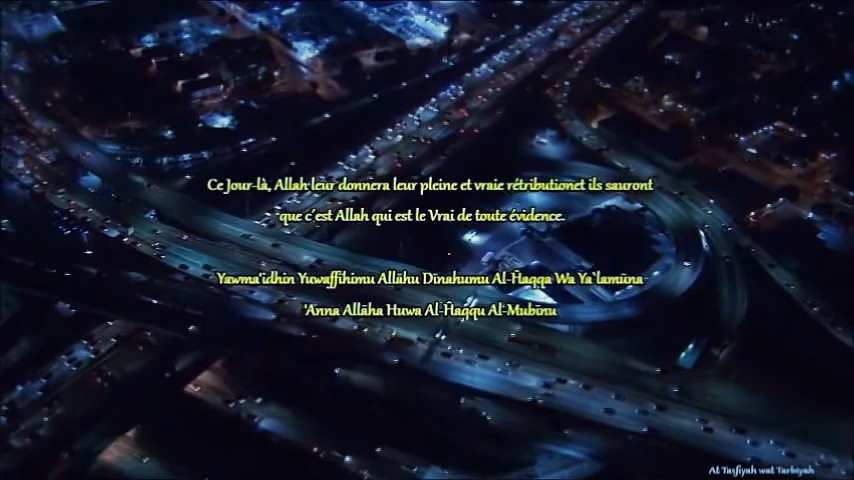 Ce Jour-là, Allah leur donnera leur pleine et vraie rétributionet ils sauront
que c'est Allah qui est le Vrai de toute évidence.
Yawma'idhin Yuwaffīhimu Allāhu Dīnahumu Al-Ĥaqqa Wa Ya`lamūna
'Anna Allāha Huwa Al-Ĥaqqu Al-Mubīnu
At Tasfiyah wat Tarbiyah